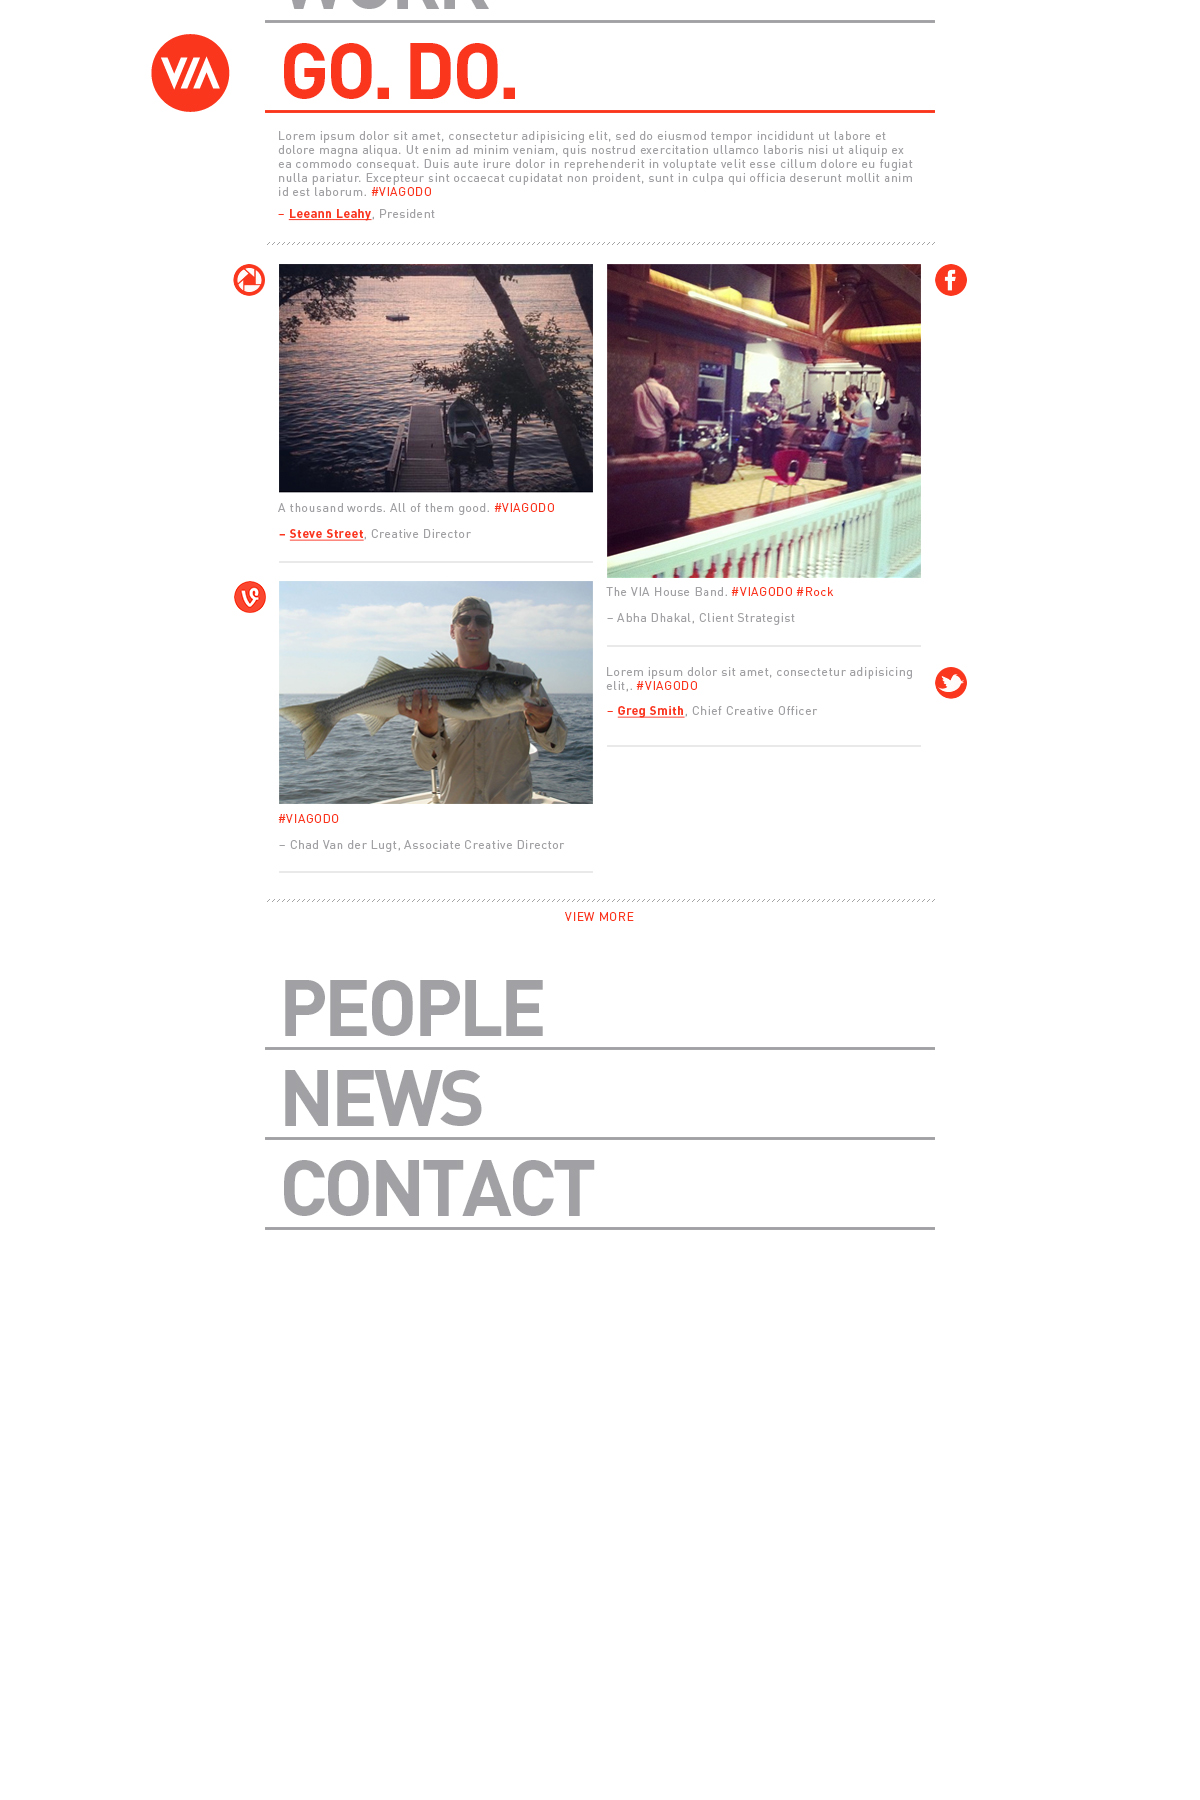 WORK
VIA
GO. DO.
Lorem ipsum dolor sit amet, consectetur adipisicing elit, sed do eiusmod tempor incididunt ut labore et
dolore magna aliqua. Ut enim ad minim veniam, quis nostrud exercitation ullamco laboris nisi ut aliquip ex
ea commodo consequat. Duis aute irure dolor in reprehenderit in voluptate velit esse cillum dolore eu fugiat
nulla pariatur. Excepteur sint occaecat cupidatat non proident, sunt in culpa qui officia deserunt mollit anim
id est laborum. #VIAGODO
– Leeann Leahy, President
A thousand words. All of them good. #VIAGODO
– Steve Street, Creative Director
#VIAGODO
– Chad Van der Lugt, Associate Creative Director
The VIA House Band. #VIAGODO #Rock
– Abha Dhakal, Client Strategist
Lorem ipsum dolor sit amet, consectetur adipisicing
elit,. #VIAGODO
– Greg Smith, Chief Creative Officer
VIEW MORE
PEOPLE
NEWS
CONTACT